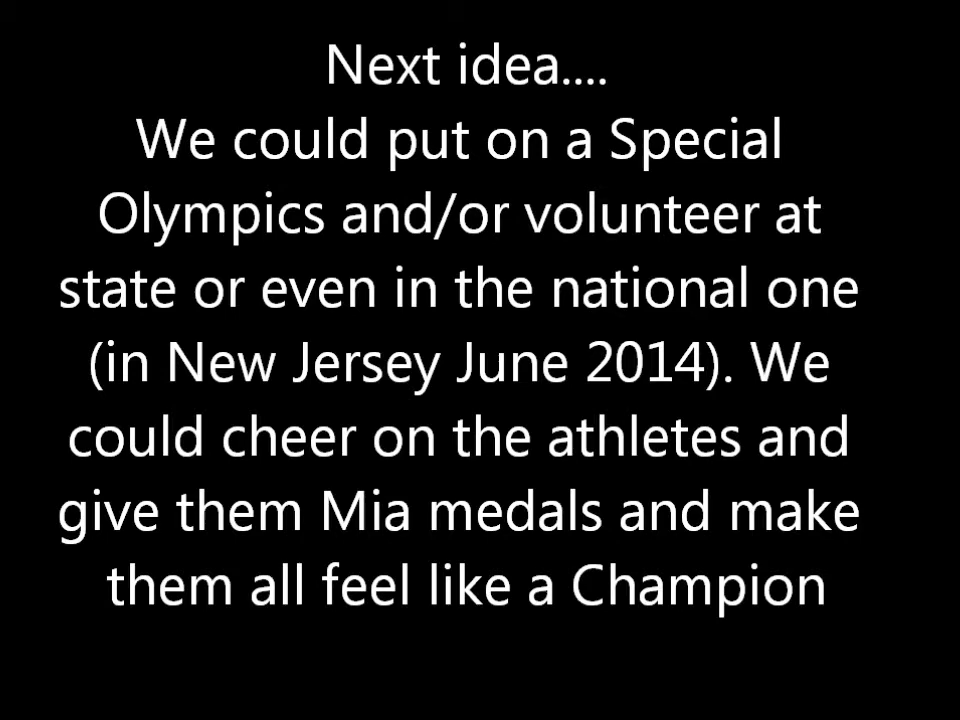 Next idea....
We could put on a Special
Olympics and/or volunteer at
state or even in the national one
(in New Jersey June 2014). We
could cheer on the athletes and
give them Mia medals and make
them all feel like a Champion